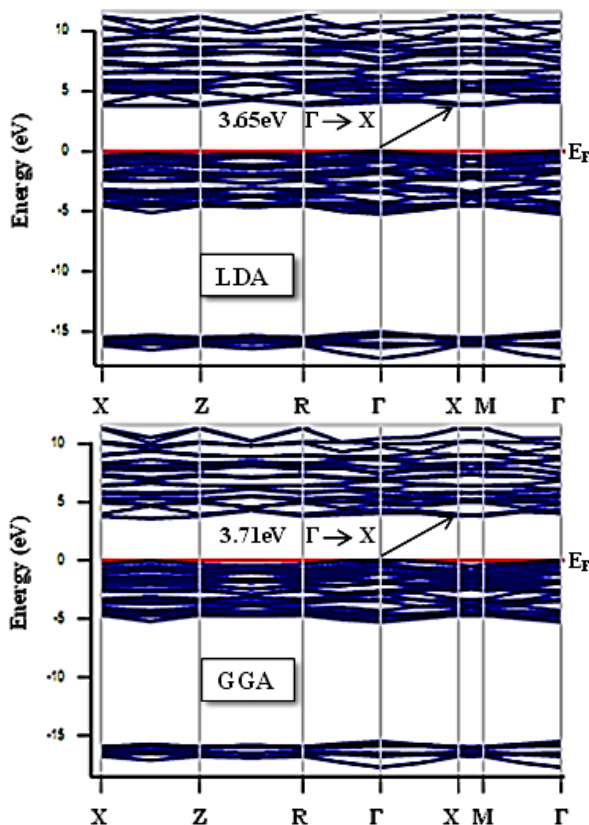 10
5
0
-5
-10
-15
Energy (eV)
3.65eV Γ → X
E_F
LDA
X Z R Γ X M Γ
10
5
0
-5
-10
-15
Energy (eV)
3.71eV Γ → X
E_F
GGA
X Z R Γ X M Γ